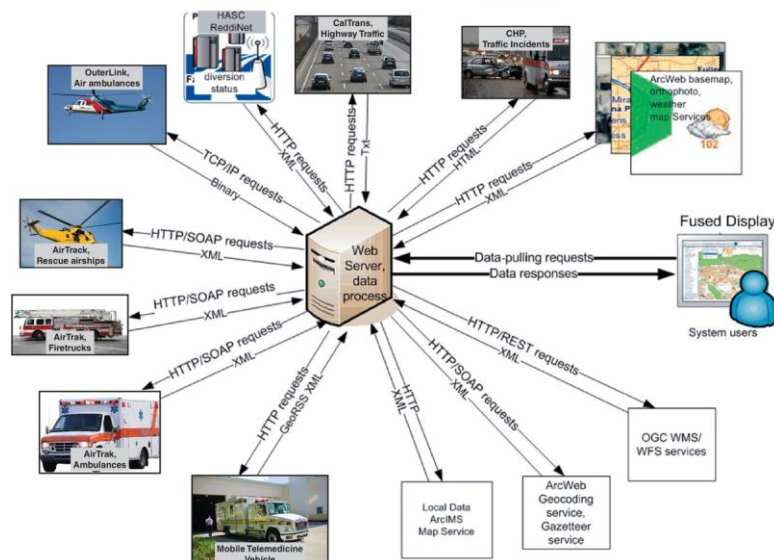 HASC
ReddiNet
diversion
status
CalTrans,
Highway Traffic
CHP,
Traffic Incidents
ArcWeb basemap,
orthophoto,
weather
map Services
102
OuterLink,
Air ambulances
HTTP requests
XML
HTTP requests
Txt
HTTP requests
HTML
HTTP requests
XML
TCP/IP requests
Binary
AirTrack,
Rescue airships
HTTP/SOAP requests
XML
Web
Server,
data
process
Fused Display
Data-pulling requests
Data responses
System users
AirTrak,
Firetrucks
HTTP/SOAP requests
XML
AirTrak,
Ambulances
HTTP/SOAP requests
XML
HTTP requests
GeoRSS XML
HTTP
XML
HTTP/SOAP requests
XML
HTTP/REST requests
XML
OGC WMS/
WFS services
ArcWeb
Geocoding
service,
Gazetteer
service
Local Data
ArcIMS
Map Service
Mobile Telemedicine
Vehicle